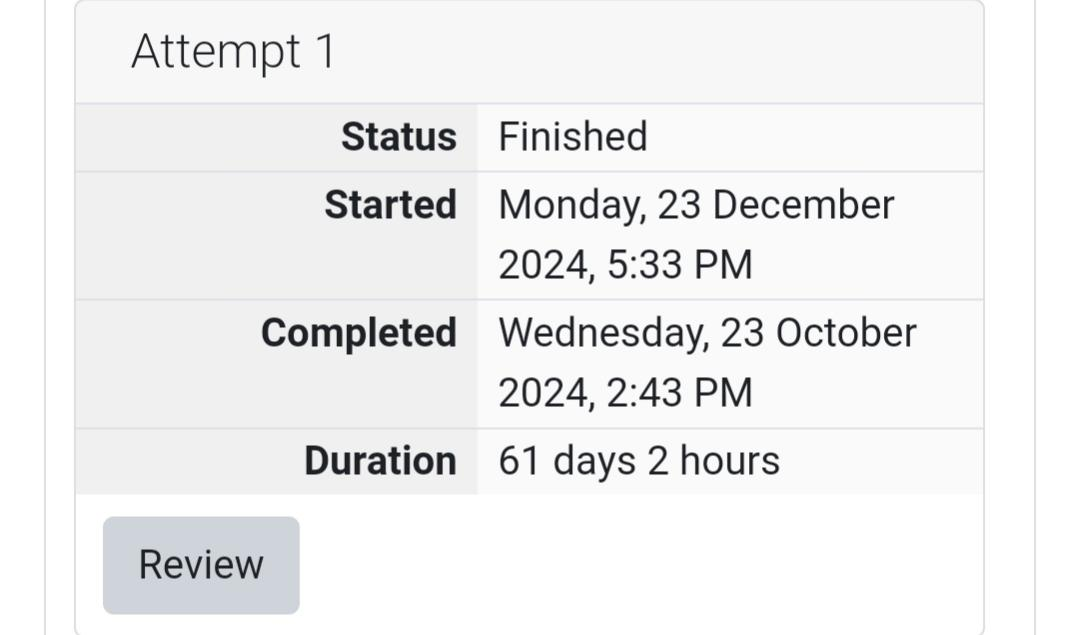 Attempt 1
Status Finished
Started Monday, 23 December
2024, 5:33 PM
Completed Wednesday, 23 October
2024, 2:43 PM
Duration 61 days 2 hours
Review